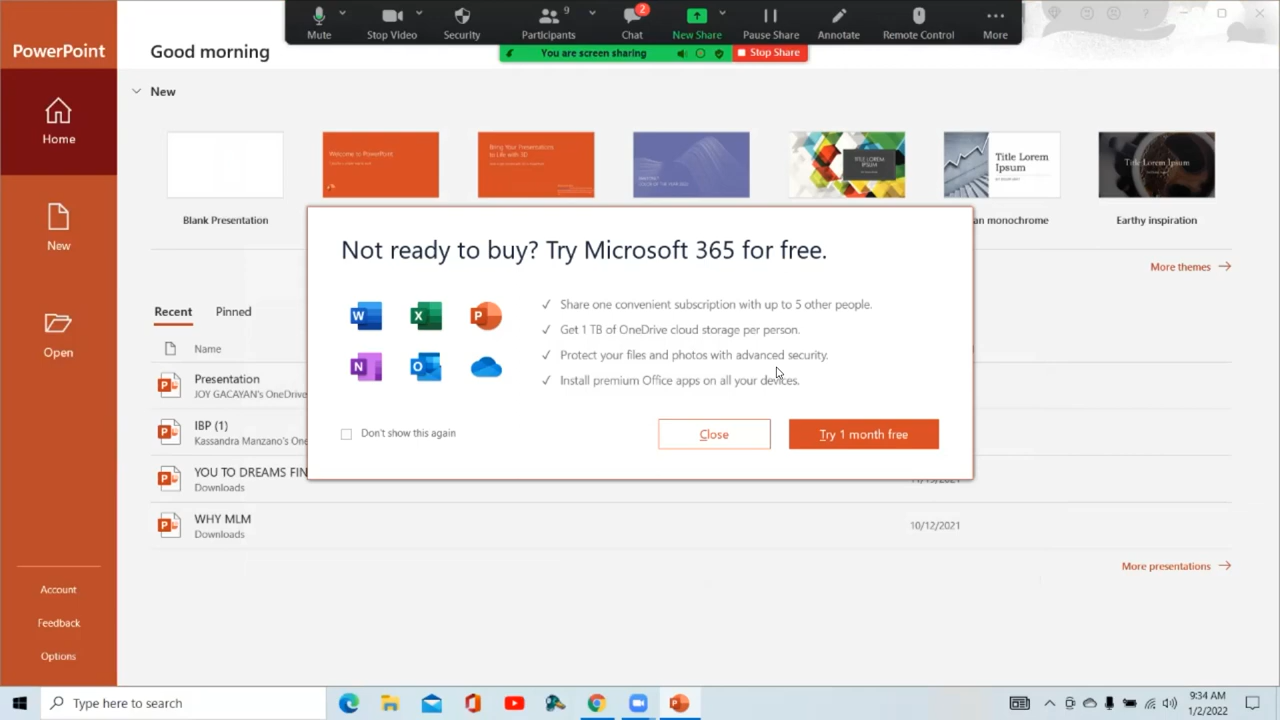 PowerPoint
Good morning
Mute
Stop Video
Security
Participants
9
Chat
2
New Share
Pause Share
Annotate
Remote Control
More
You are screen sharing
Stop Share
Home
New
Open
Account
Feedback
Options
New
Welcome to PowerPoint
Bring Your Presentations
to Life with 3D
TITLE LOREM
IPSUM
Title Lorem
Ipsum
Title Lorem Ipsum
Blank Presentation
an monochrome
Earthy inspiration
More themes
Not ready to buy? Try Microsoft 365 for free.
W
X
P
N
O
✓ Share one convenient subscription with up to 5 other people.
✓ Get 1 TB of OneDrive cloud storage per person.
✓ Protect your files and photos with advanced security.
✓ Install premium Office apps on all your devices.
Don't show this again
Close
Try 1 month free
Recent
Pinned
Name
Presentation
JOY GACAYAN's OneDrive
IBP (1)
Kassandra Manzano's One
YOU TO DREAMS FIN
Downloads
WHY MLM
Downloads
10/12/2021
More presentations
Type here to search
9:34 AM
1/2/2022